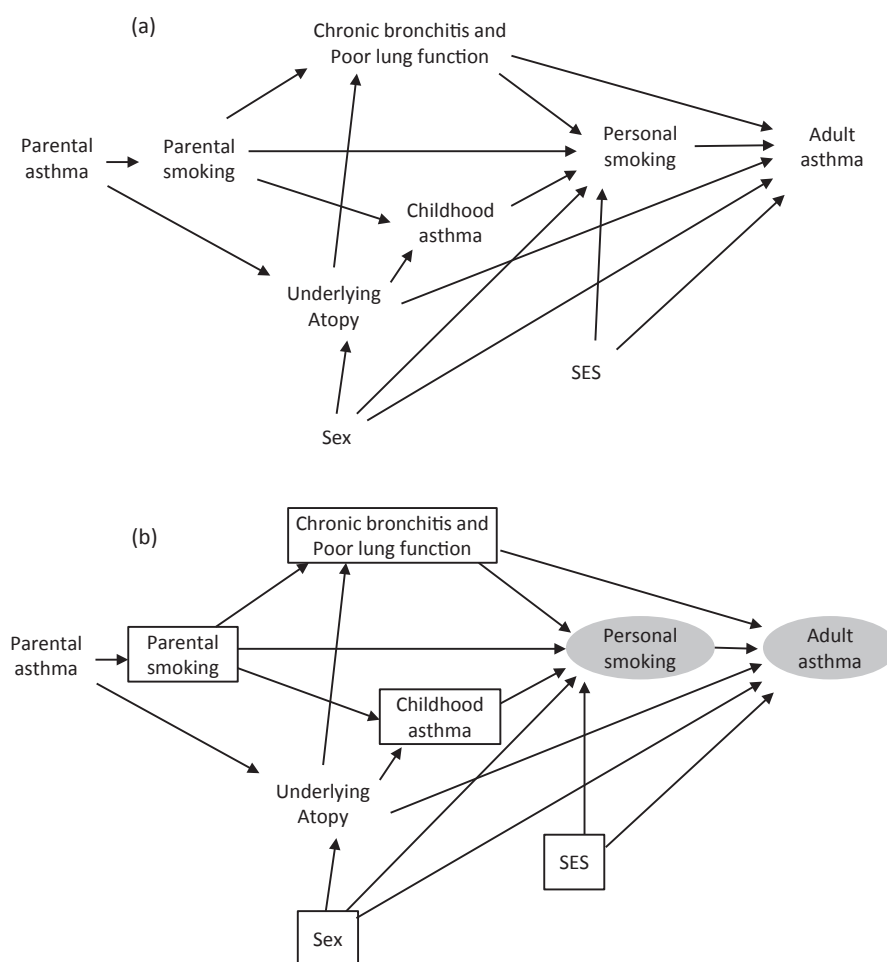 (a)
Chronic bronchitis and
Poor lung function
Parental
asthma
Parental
smoking
Personal
smoking
Adult
asthma
Childhood
asthma
Underlying
Atopy
SES
Sex
(b)
Chronic bronchitis and
Poor lung function
Parental
asthma
Parental
smoking
Personal
smoking
Adult
asthma
Childhood
asthma
Underlying
Atopy
SES
Sex